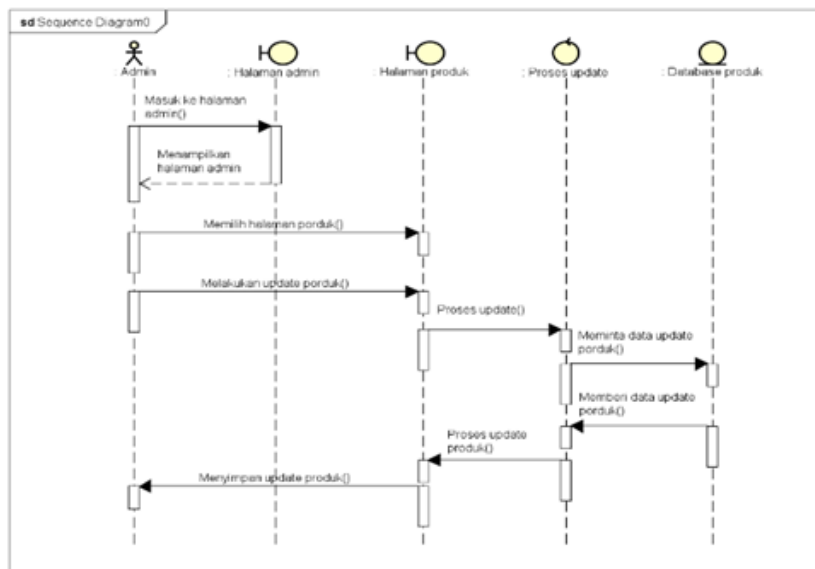 sd Sequence Diagram0
: Admin
: Halaman admin
: Halaman produk
: Proses update
: Database produk
Masuk ke halaman
admin()
Menampilkan
halaman admin
Memilih halaman porduk()
Melakukan update porduk()
Proses update()
Meminta data update
porduk()
Memberi data update
porduk()
Proses update
produk()
Menyimpan update produk()